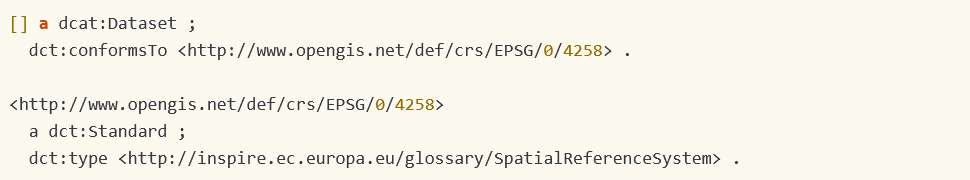 [] a dcat:Dataset ;
  dct:conformsTo <http://www.opengis.net/def/crs/EPSG/0/4258> .

<http://www.opengis.net/def/crs/EPSG/0/4258>
  a dct:Standard ;
  dct:type <http://inspire.ec.europa.eu/glossary/SpatialReferenceSystem> .